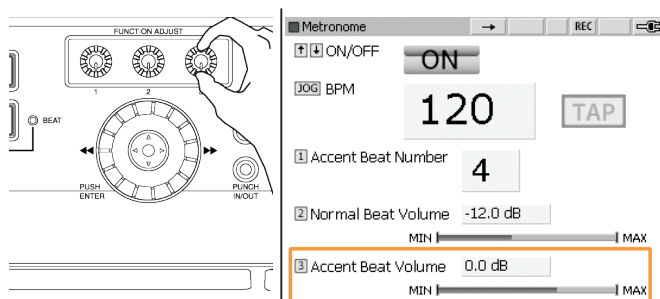 FUNCTION ADJUST
1 2
BEAT
PUSH
ENTER
PUNCH
IN/OUT
Metronome → REC
ON/OFF ON
JOG BPM 120 TAP
1 Accent Beat Number 4
2 Normal Beat Volume -12.0 dB
MIN MAX
3 Accent Beat Volume 0.0 dB
MIN MAX